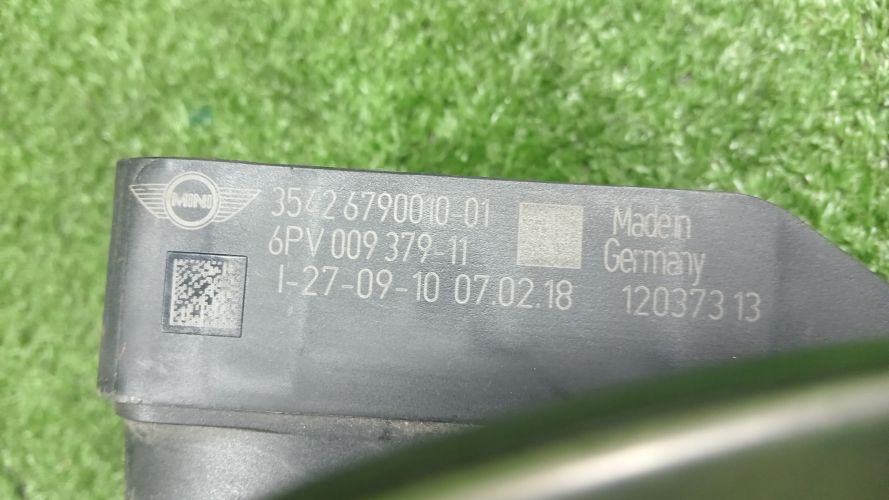 MINI
3542 6790010-01
6PV 009 379-11
I-27-09-10 07.02.18
Made in
Germany
120373 13